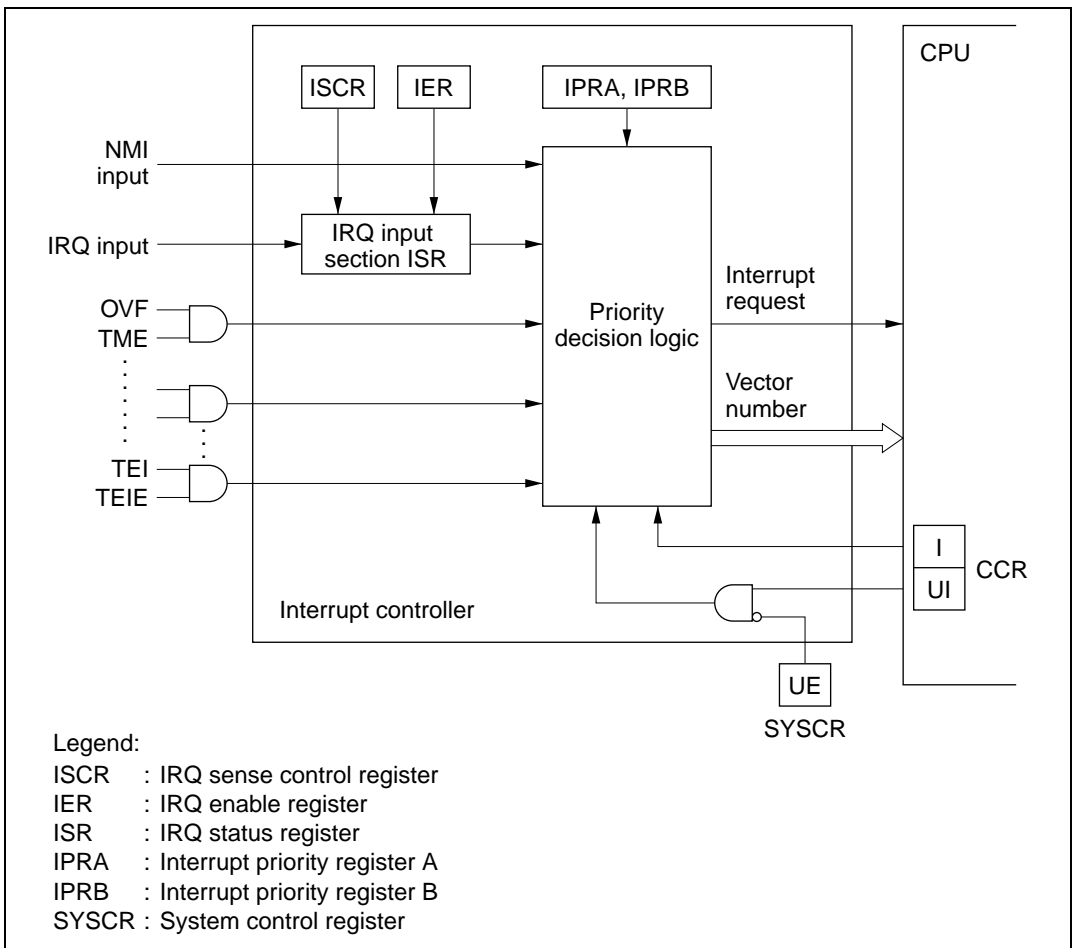 CPU
ISCR
IER
IPRA, IPRB
NMI
input
IRQ input
IRQ input
section ISR
OVF
TME
Priority
decision logic
Interrupt
request
Vector
number
TEI
TEIE
I
UI
CCR
Interrupt controller
UE
SYSCR
Legend:
ISCR : IRQ sense control register
IER : IRQ enable register
ISR : IRQ status register
IPRA : Interrupt priority register A
IPRB : Interrupt priority register B
SYSCR : System control register